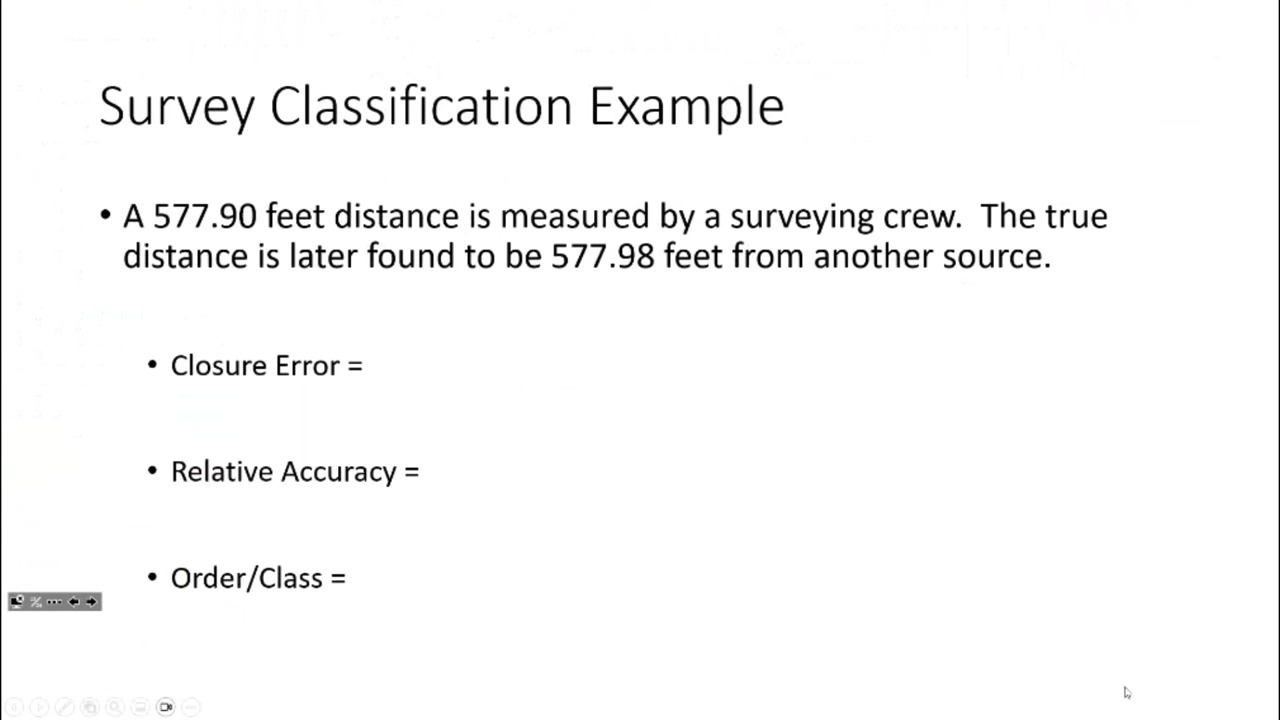 Survey Classification Example
• A 577.90 feet distance is measured by a surveying crew.  The true
distance is later found to be 577.98 feet from another source.
• Closure Error =
• Relative Accuracy =
• Order/Class =